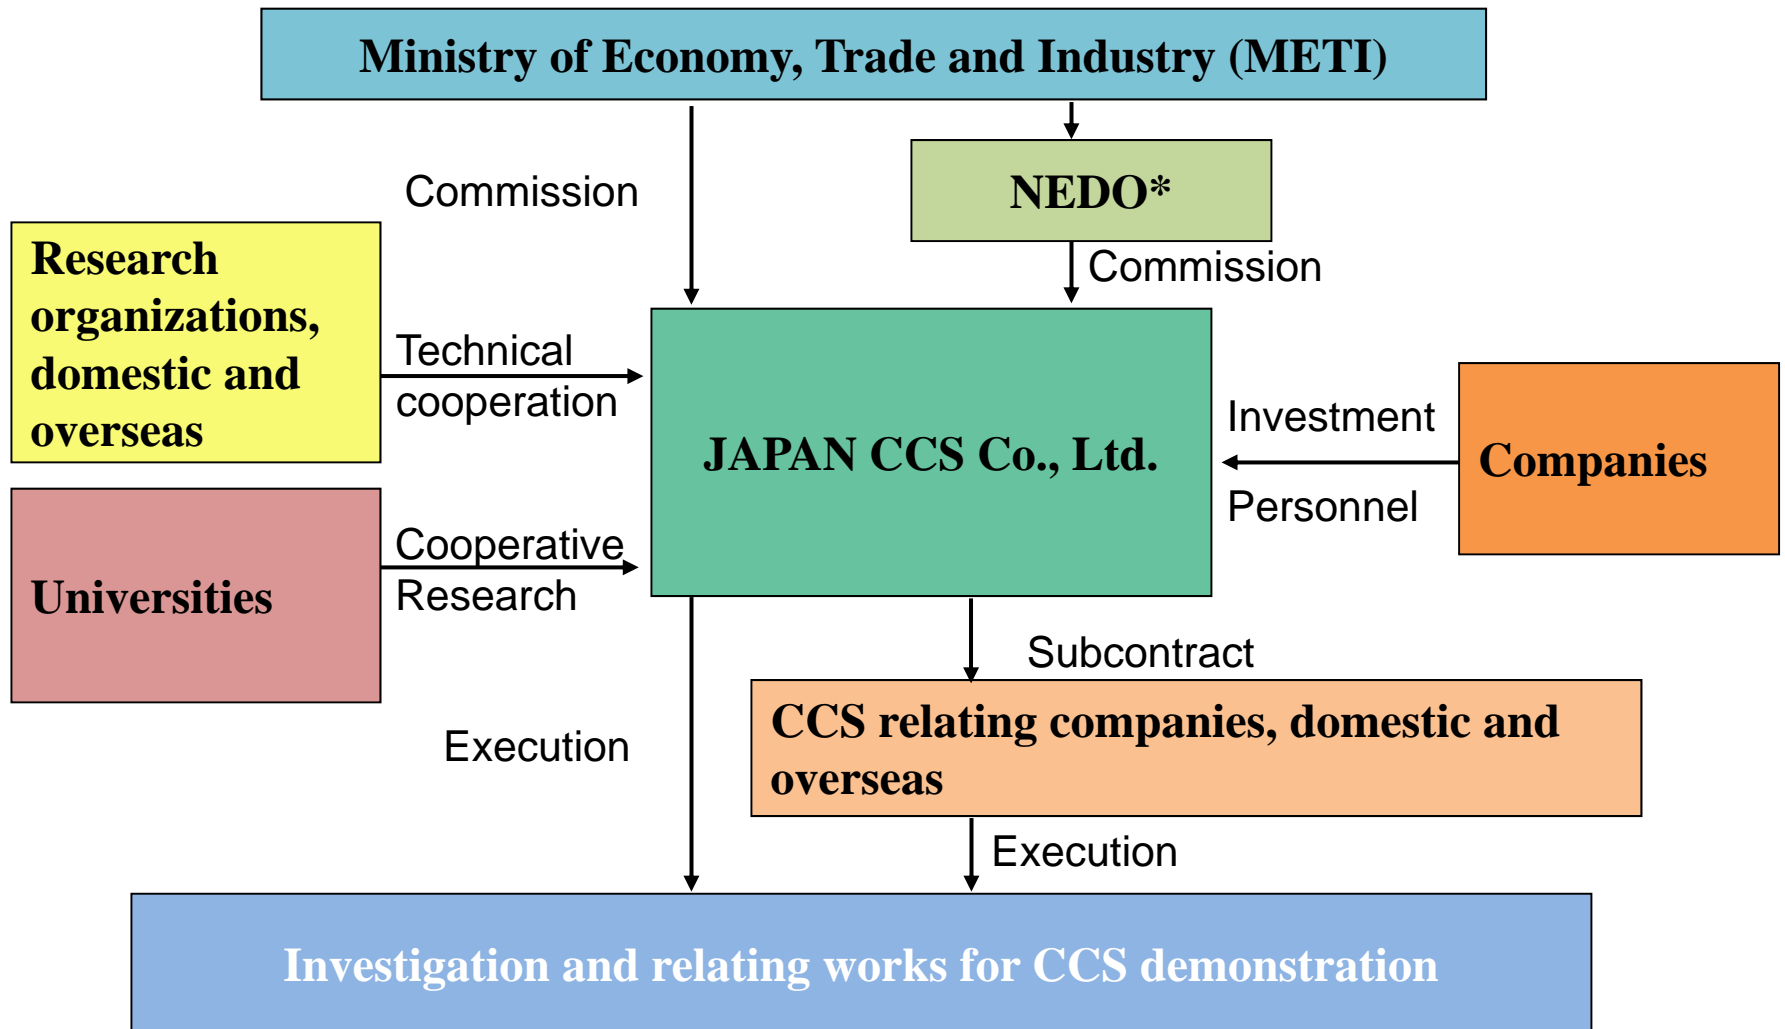 Ministry of Economy, Trade and Industry (METI)
Commission
NEDO*
Commission
Research
organizations,
domestic and
overseas
Technical
cooperation
JAPAN CCS Co., Ltd.
Investment
Personnel
Companies
Universities
Cooperative
Research
Subcontract
Execution
CCS relating companies, domestic and
overseas
Execution
Investigation and relating works for CCS demonstration